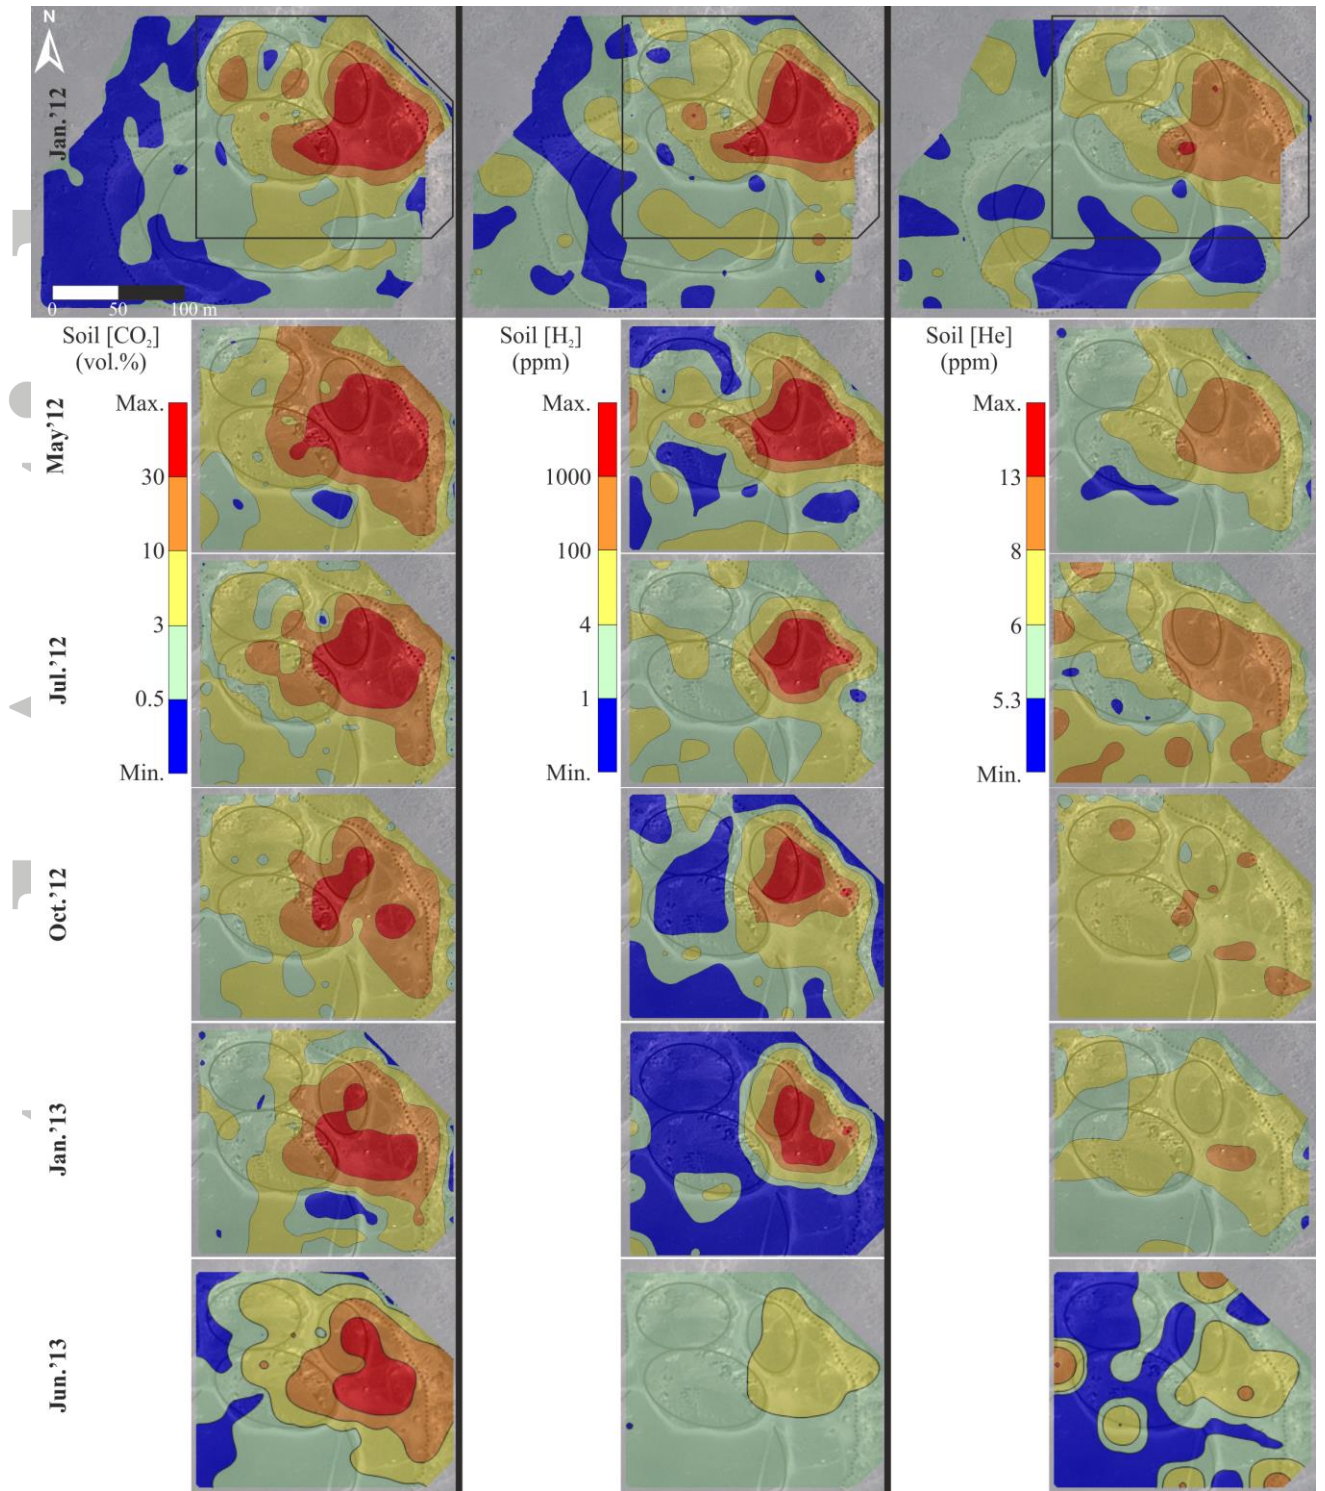 N
Jan.'12
0 50 100 m
Soil [CO₂]
(vol.%)
Max.
30
10
3
0.5
Min.
Soil [H₂]
(ppm)
Max.
1000
100
4
1
Min.
Soil [He]
(ppm)
Max.
13
8
6
5.3
Min.
May'12
Jul.'12
Oct.'12
Jan.'13
Jun.'13